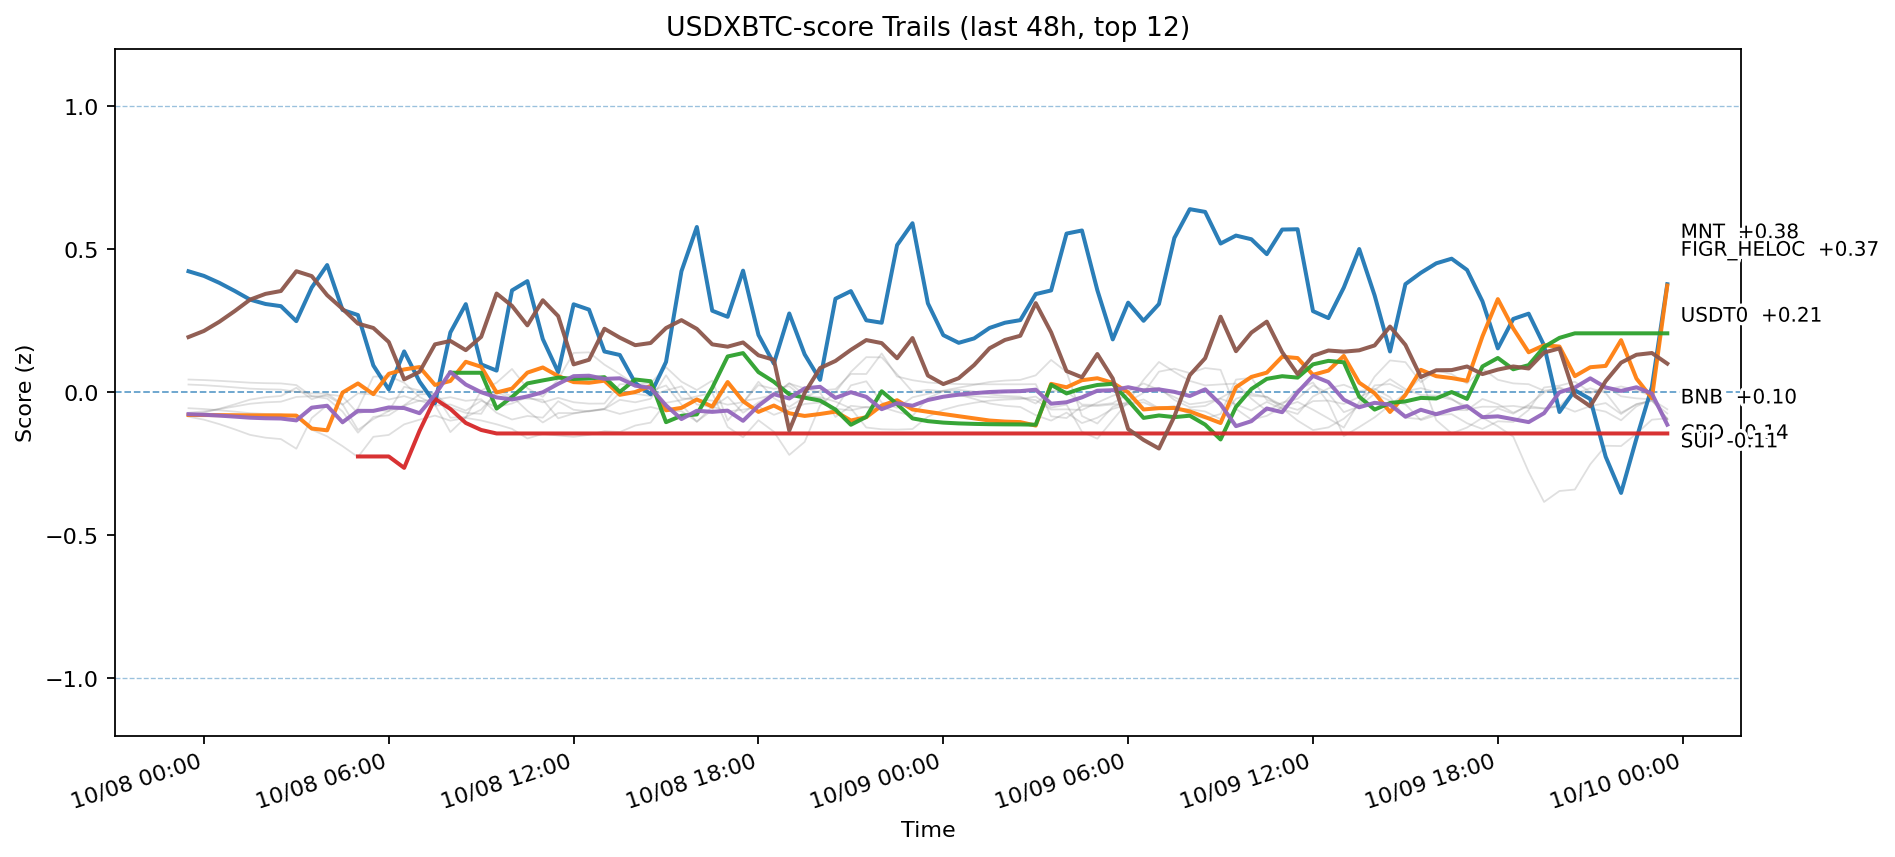 USDXBTC-score Trails (last 48h, top 12)
Score (z)
1.0
0.5
0.0
−0.5
−1.0
MNT +0.38
FIGR_HELOC +0.37
USDT0 +0.21
BNB +0.10
-0.14
SUI -0.11
10/08 00:00
10/08 06:00
10/08 12:00
10/08 18:00
10/09 00:00
10/09 06:00
10/09 12:00
10/09 18:00
10/10 00:00
Time